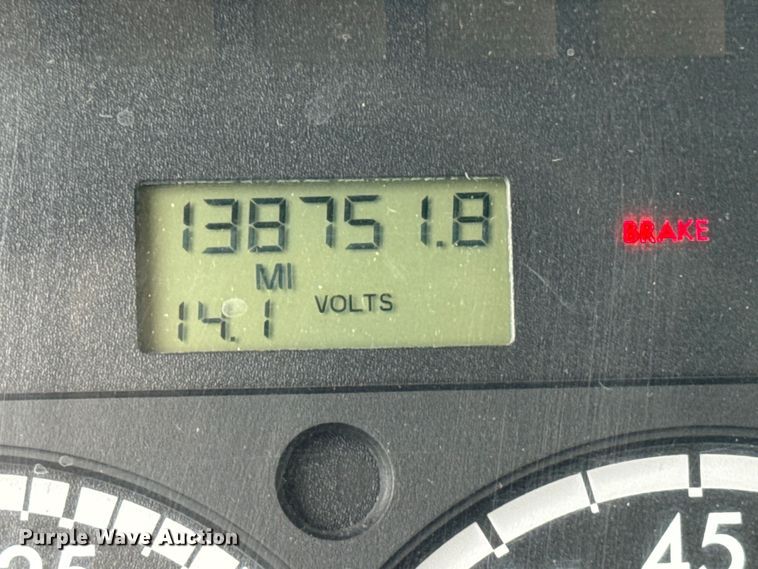 138751.8
BRAKE
MI
14.1 VOLTS
45
Purple Wave Auction